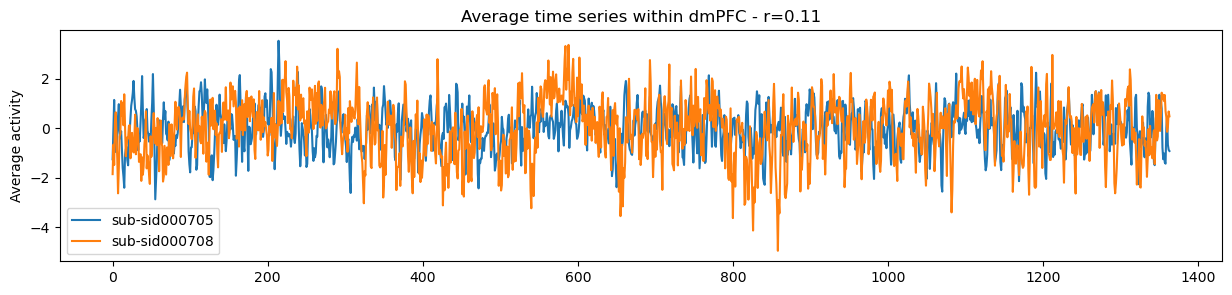 Average time series within dmPFC - r=0.11
Average activity
2
0
−2
−4
sub-sid000705
sub-sid000708
0 200 400 600 800 1000 1200 1400